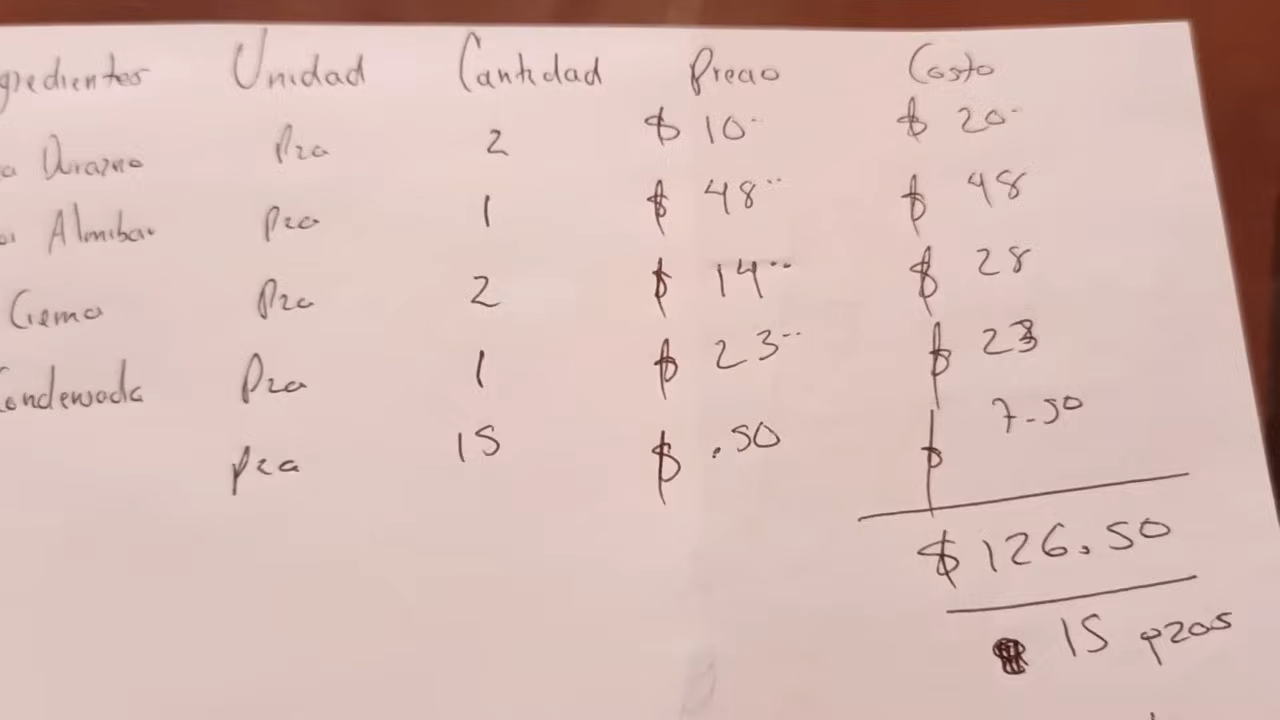 gredientes Unidad Cantidad Precio Costo
a Durazno Pza 2 $ 10.. $ 20.
Almibar Pza 1 $ 48.. $ 48
Crema Pza 2 $ 14.. $ 28
Condensada Pza 1 $ 23.. $ 23
pza 15 $ .50 $ 7.50
$ 126.50
15 pzas